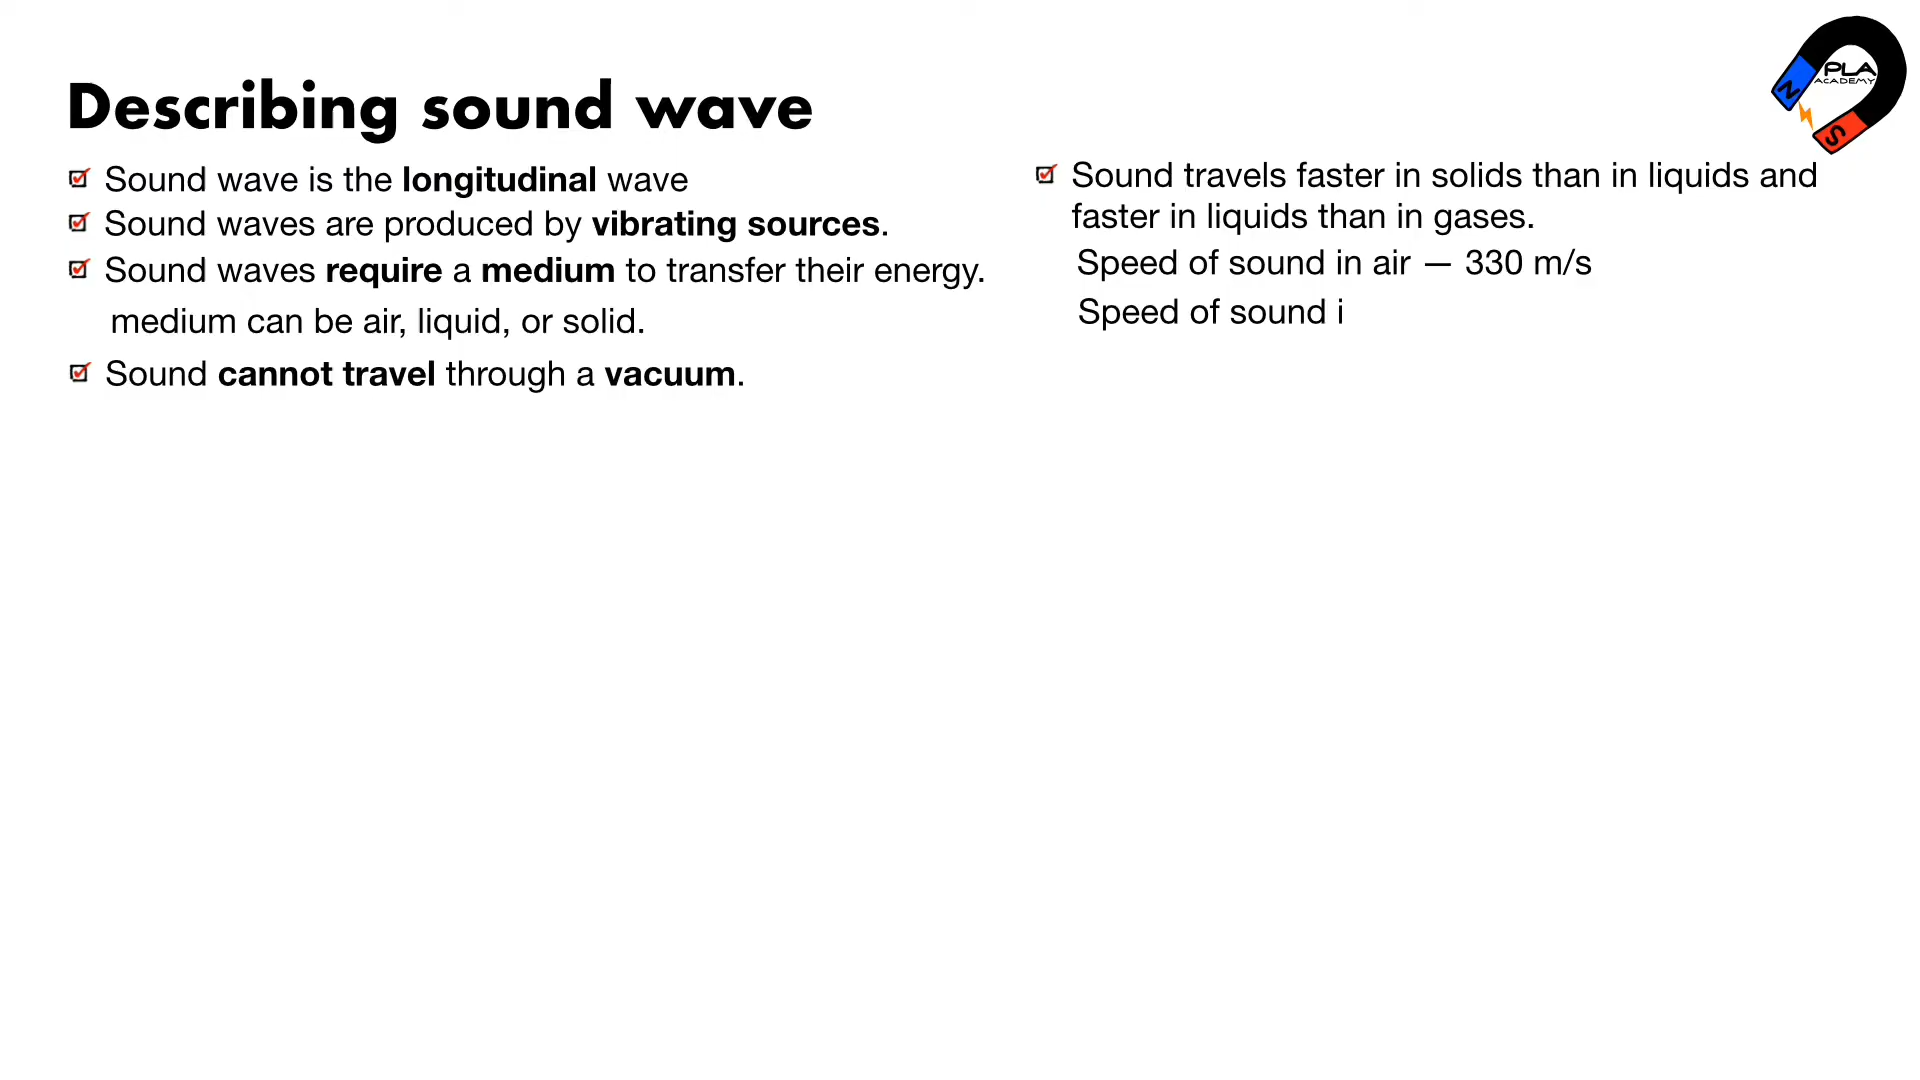 Describing sound wave
Sound wave is the longitudinal wave
Sound waves are produced by vibrating sources.
Sound waves require a medium to transfer their energy.
medium can be air, liquid, or solid.
Sound cannot travel through a vacuum.
Sound travels faster in solids than in liquids and
faster in liquids than in gases.
Speed of sound in air — 330 m/s
Speed of sound i
PLA
ACADEMY
N
S